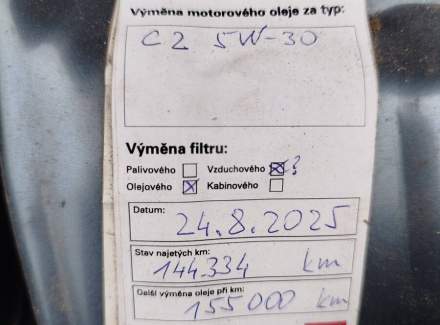 Výměna motorového oleje za typ:
C2 5W-30
Výměna filtru:
Palivového Vzduchového ?
Olejového Kabinového
Datum:
24.8.2025
Stav najetých km:
144.334 km
Další výměna oleje při km:
155 000 km